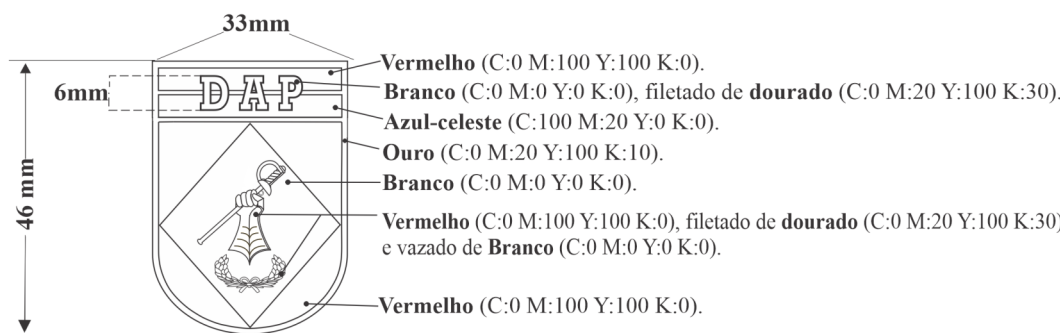 33mm
46 mm
6mm
DAP
Vermelho (C:0 M:100 Y:100 K:0).
Branco (C:0 M:0 Y:0 K:0), filetado de dourado (C:0 M:20 Y:100 K:30).
Azul-celeste (C:100 M:20 Y:0 K:0).
Ouro (C:0 M:20 Y:100 K:10).
Branco (C:0 M:0 Y:0 K:0).
Vermelho (C:0 M:100 Y:100 K:0), filetado de dourado (C:0 M:20 Y:100 K:30)
e vazado de Branco (C:0 M:0 Y:0 K:0).
Vermelho (C:0 M:100 Y:100 K:0).